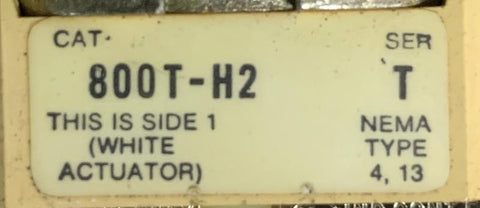 CAT. SER
800T-H2 T
THIS IS SIDE 1 NEMA
(WHITE TYPE
ACTUATOR) 4, 13